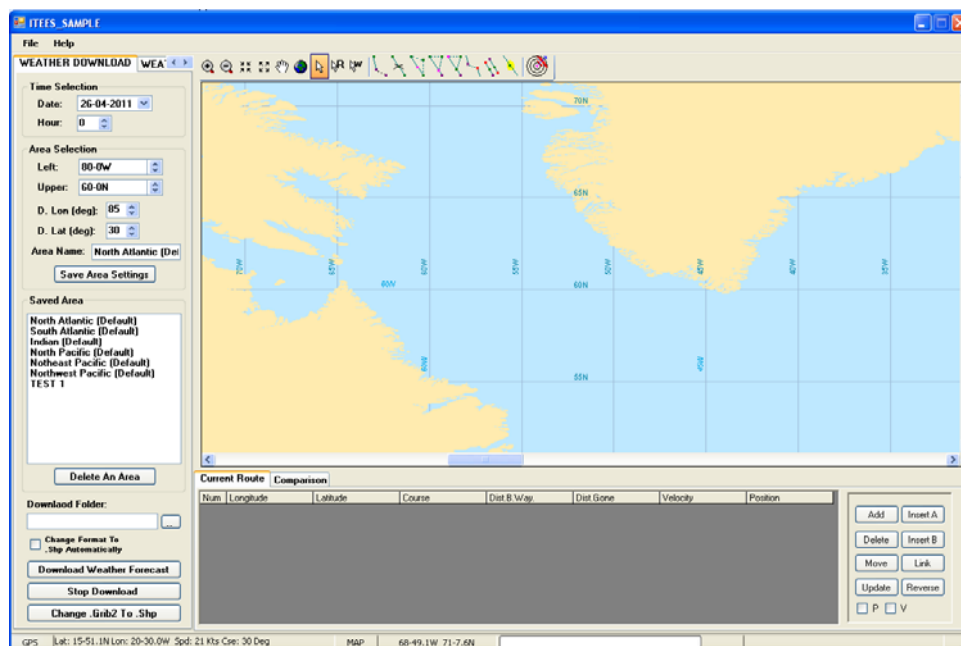 ITEES_SAMPLE
File Help
WEATHER DOWNLOAD WEA
R W
Time Selection
Date: 26-04-2011
Hour: 0
Area Selection
Left: 80-0W
Upper: 60-0N
D. Lon (deg): 85
D. Lat (deg): 30
Area Name: North Atlantic (De
Save Area Settings
Saved Area
North Atlantic (Default)
South Atlantic (Default)
Indian (Default)
North Pacific (Default)
Notheast Pacific (Default)
Northwest Pacific (Default)
TEST 1
Delete An Area
Downlaod Folder:
...
Change Format To
.Shp Automatically
Download Weather Forecast
Stop Download
Change .Grib2 To .Shp
70N
65N
70W 65W 60W 55W 50W 45W 40W 35W
60N 60N
60W 45W
55N
Current Route Comparison
Num Longitude Latitude Course Dist.B.Way. Dist.Gone Velocity Position
Add Insert A
Delete Insert B
Move Link
Update Reverse
P V
GPS Lat: 15-51.1N Lon: 20-30.0W Spd: 21 Kts Cse: 30 Deg MAP 68-49.1W 71-7.6N